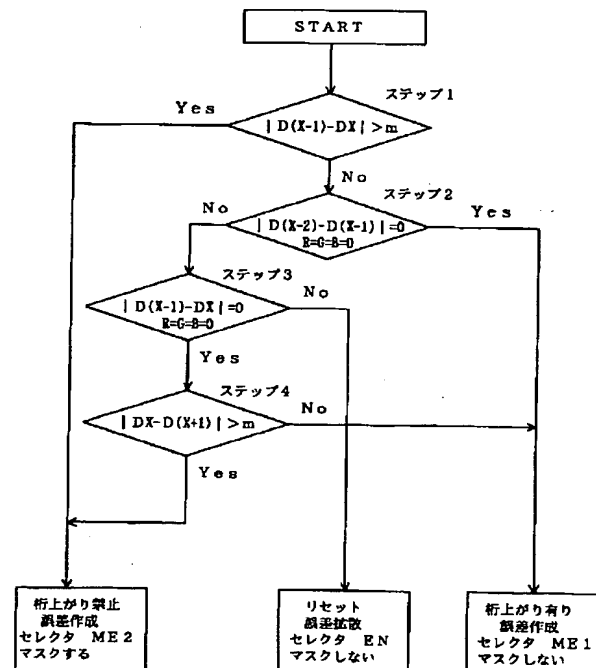 START
ステップ1
Yes
| D(X-1)-DX | >m
No
ステップ2
No
| D(X-2)-D(X-1) | =0
R=G=B=0
Yes
ステップ3
| D(X-1)-DX | =0
R=G=B=0
No
Yes
ステップ4
| DX-D(X+1) | >m
No
Yes
桁上がり禁止
誤差作成
セレクタ ME2
マスクする
リセット
誤差拡散
セレクタ EN
マスクしない
桁上がり有り
誤差作成
セレクタ ME1
マスクしない